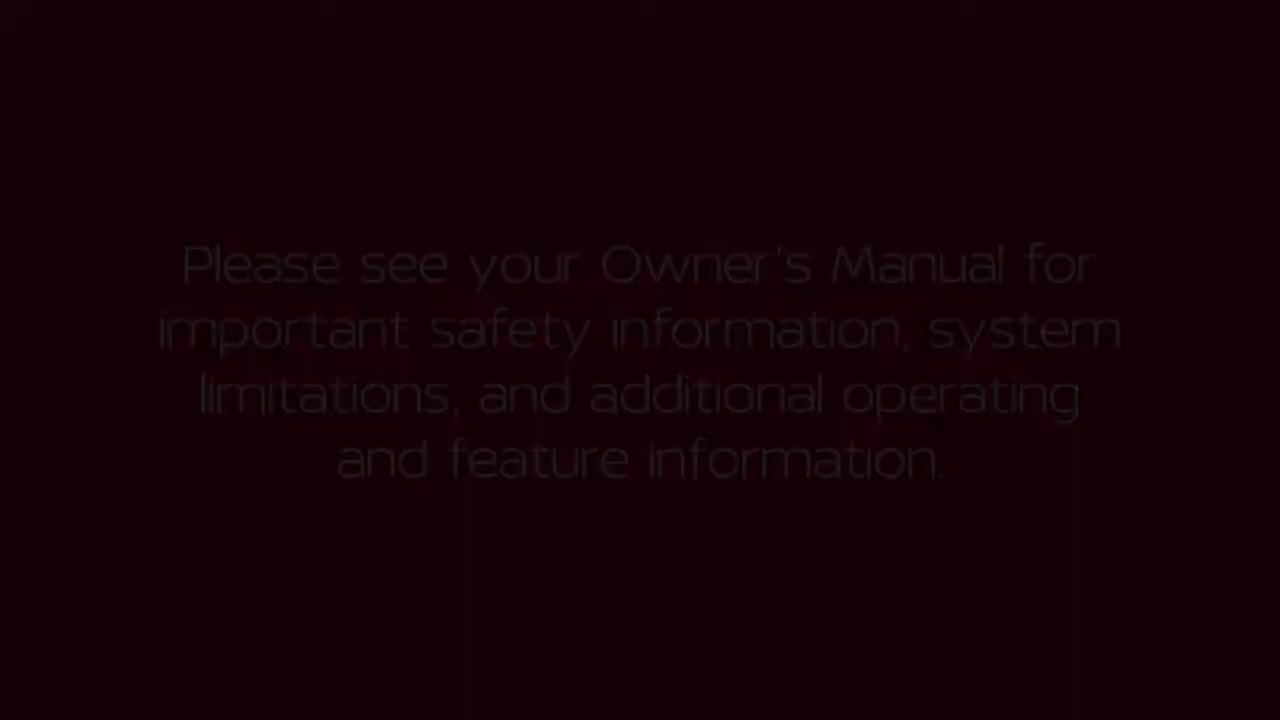 Please see your Owner's Manual for
important safety information, system
limitations, and additional operating
and feature information.